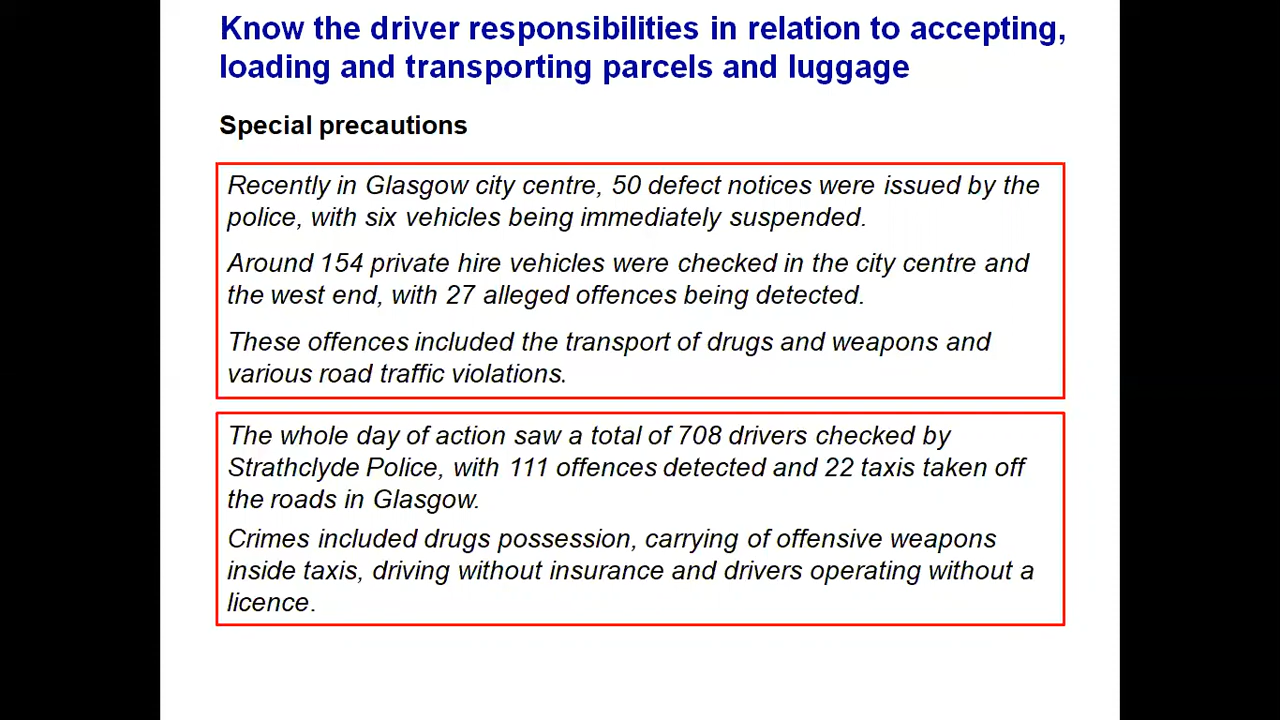 Know the driver responsibilities in relation to accepting,
loading and transporting parcels and luggage
Special precautions
Recently in Glasgow city centre, 50 defect notices were issued by the
police, with six vehicles being immediately suspended.
Around 154 private hire vehicles were checked in the city centre and
the west end, with 27 alleged offences being detected.
These offences included the transport of drugs and weapons and
various road traffic violations.
The whole day of action saw a total of 708 drivers checked by
Strathclyde Police, with 111 offences detected and 22 taxis taken off
the roads in Glasgow.
Crimes included drugs possession, carrying of offensive weapons
inside taxis, driving without insurance and drivers operating without a
licence.